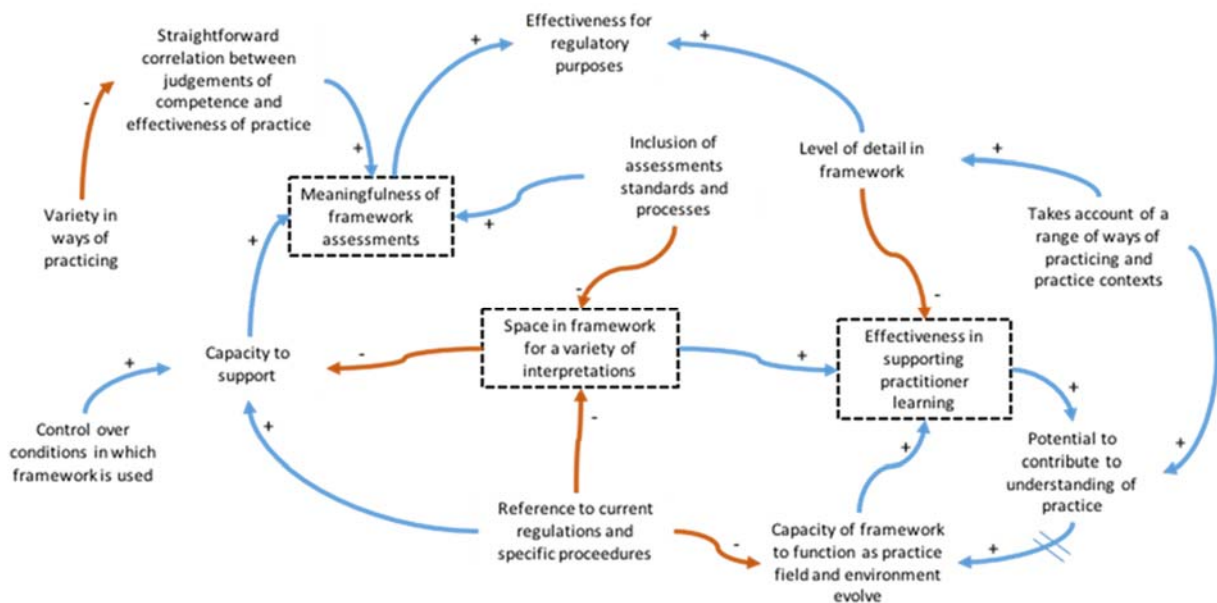 Effectiveness for
regulatory
purposes
Straightforward
correlation between
judgements of
competence and
effectiveness of practice
+
+
-
+
Inclusion of
assessments
standards and
processes
Level of detail in
framework
+
Meaningfulness of
framework
assessments
+
Variety in
ways of
practicing
Takes account of a
range of ways of
practicing and
practice contexts
+
-
-
Space in framework
for a variety of
interpretations
Effectiveness in
supporting
practitioner
learning
Capacity to
support
-
+
+
+
-
Control over
conditions in which
framework is used
+
+
+
Potential to
contribute to
understanding of
practice
Reference to current
regulations and
specific proceedures
-
Capacity of framework
to function as practice
field and environment
evolve
+